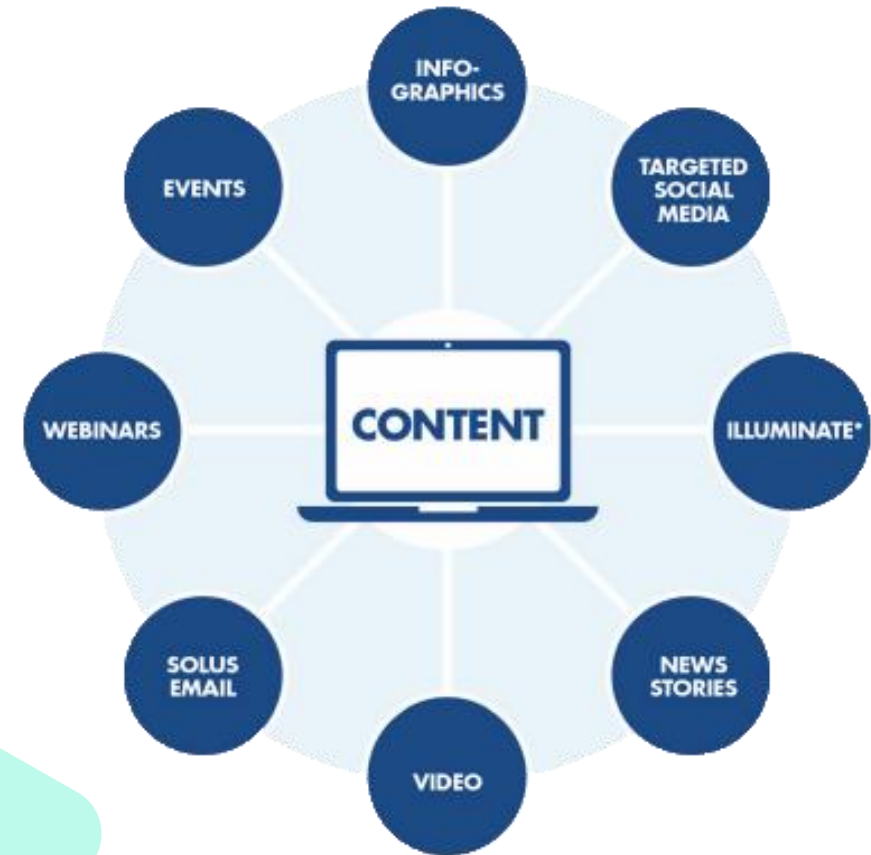 INFO-
GRAPHICS
TARGETED
SOCIAL
MEDIA
EVENTS
WEBINARS
CONTENT
ILLUMINATE*
SOLUS
EMAIL
NEWS
STORIES
VIDEO